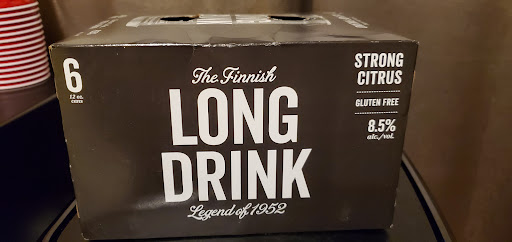 6
12 oz.
CANS
The Finnish
LONG
DRINK
Legend of 1952
STRONG
CITRUS
GLUTEN FREE
8.5%
alc./vol.